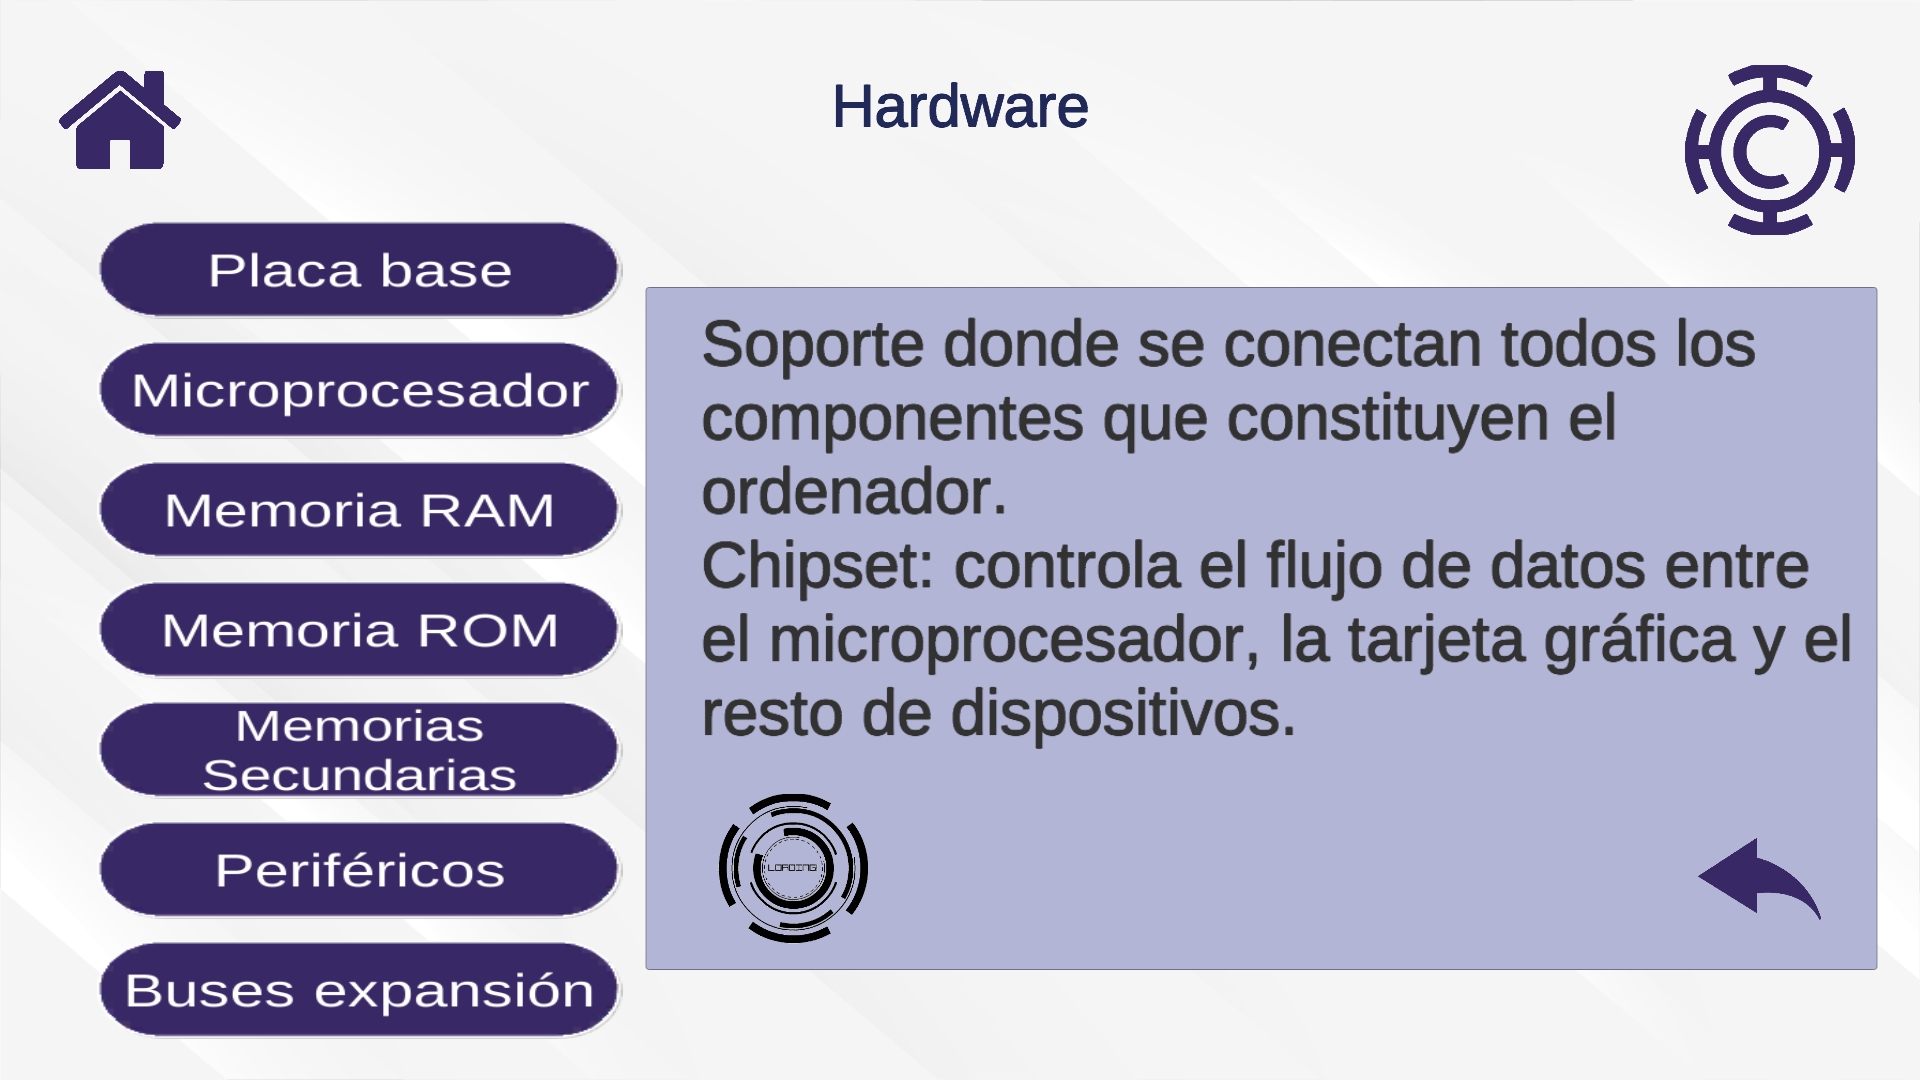 Hardware
Placa base
Microprocesador
Memoria RAM
Memoria ROM
Memorias
Secundarias
Periféricos
Buses expansión
Soporte donde se conectan todos los
componentes que constituyen el
ordenador.
Chipset: controla el flujo de datos entre
el microprocesador, la tarjeta gráfica y el
resto de dispositivos.
LOADING